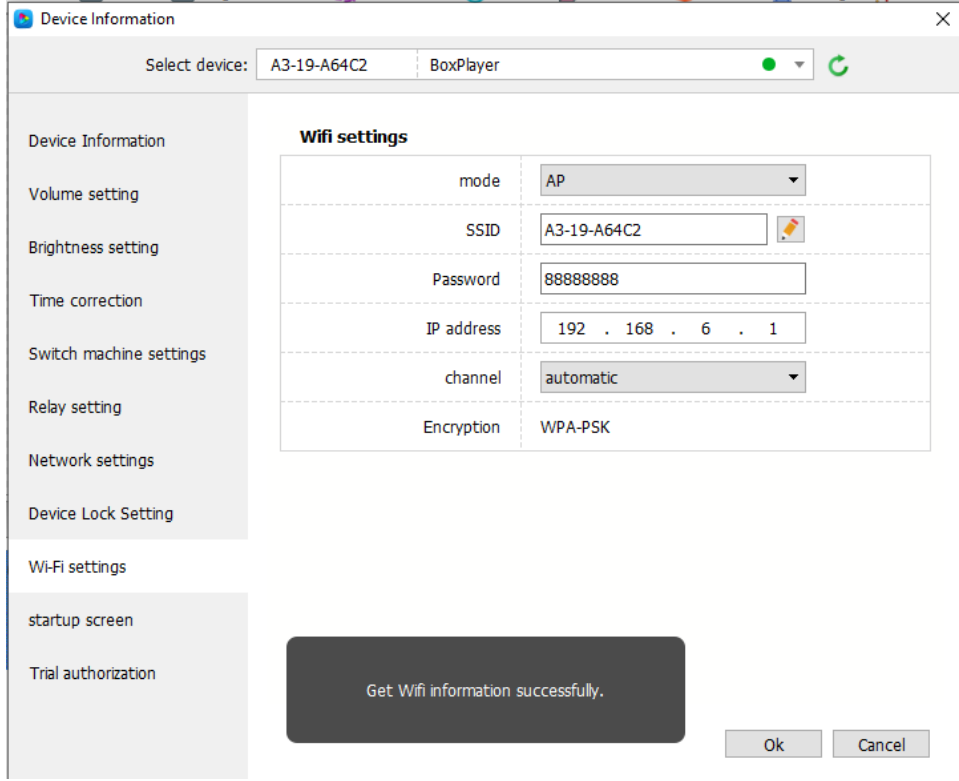 Device Information
Select device: A3-19-A64C2 BoxPlayer
Device Information
Volume setting
Brightness setting
Time correction
Switch machine settings
Relay setting
Network settings
Device Lock Setting
Wi-Fi settings
startup screen
Trial authorization
Wifi settings
mode AP
SSID A3-19-A64C2
Password 88888888
IP address 192 . 168 . 6 . 1
channel automatic
Encryption WPA-PSK
Get Wifi information successfully.
Ok Cancel